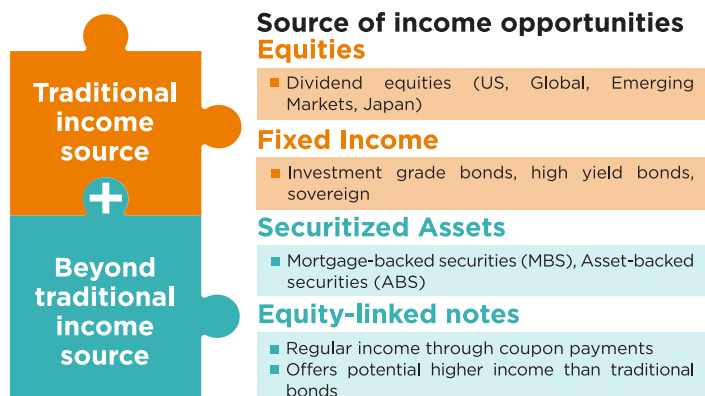 Source of income opportunities
Traditional
income
source
Equities
Dividend equities (US, Global, Emerging
Markets, Japan)
Fixed Income
Investment grade bonds, high yield bonds,
sovereign
+
Beyond
traditional
income
source
Securitized Assets
Mortgage-backed securities (MBS), Asset-backed
securities (ABS)
Equity-linked notes
Regular income through coupon payments
Offers potential higher income than traditional
bonds